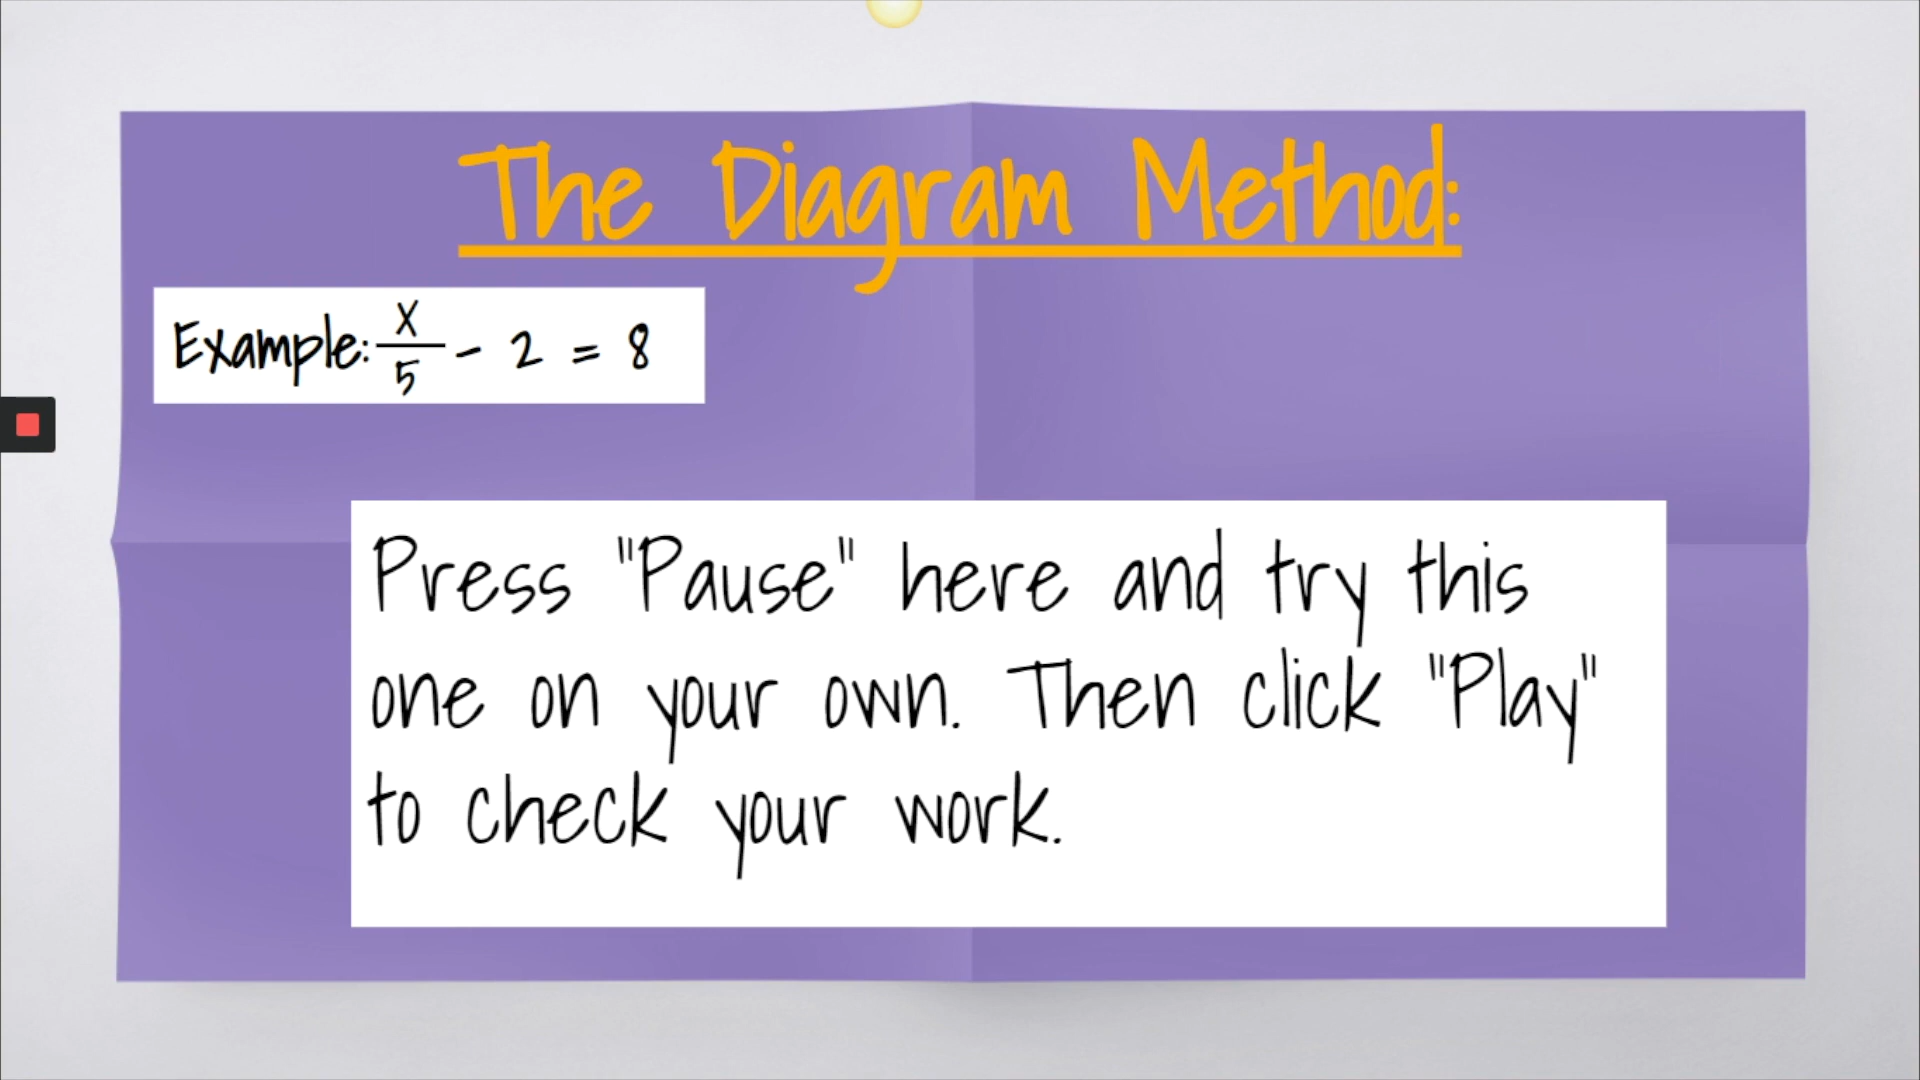 The Diagram Method:
Example: x/5 - 2 = 8
Press "Pause" here and try this
one on your own. Then click "Play"
to check your work.